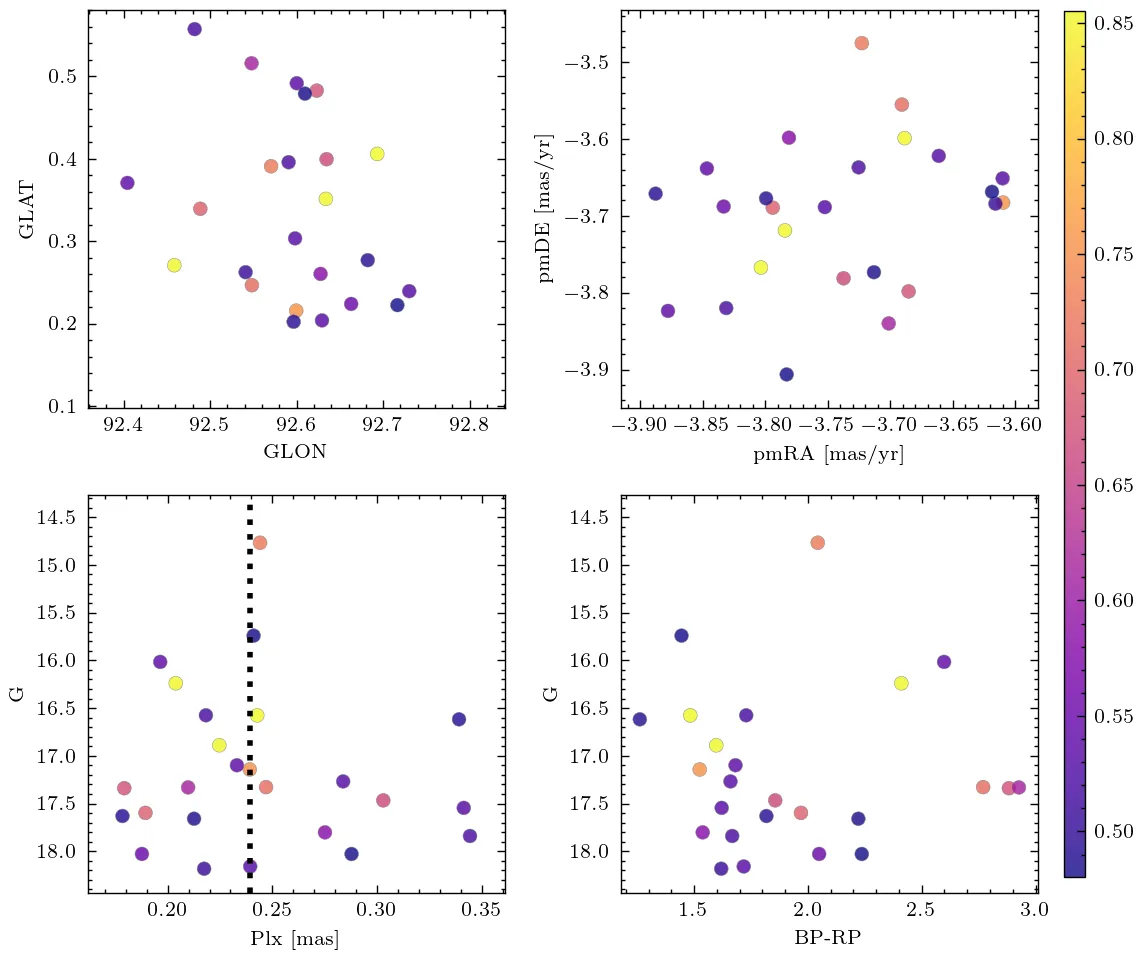 0.5
0.4
0.3
0.2
0.1
GLAT
92.4 92.5 92.6 92.7 92.8
GLON
−3.5
−3.6
−3.7
−3.8
−3.9
pmDE [mas/yr]
−3.90 −3.85 −3.80 −3.75 −3.70 −3.65 −3.60
pmRA [mas/yr]
14.5
15.0
15.5
16.0
16.5
17.0
17.5
18.0
G
0.20 0.25 0.30 0.35
Plx [mas]
14.5
15.0
15.5
16.0
16.5
17.0
17.5
18.0
G
1.5 2.0 2.5 3.0
BP-RP
0.85
0.80
0.75
0.70
0.65
0.60
0.55
0.50